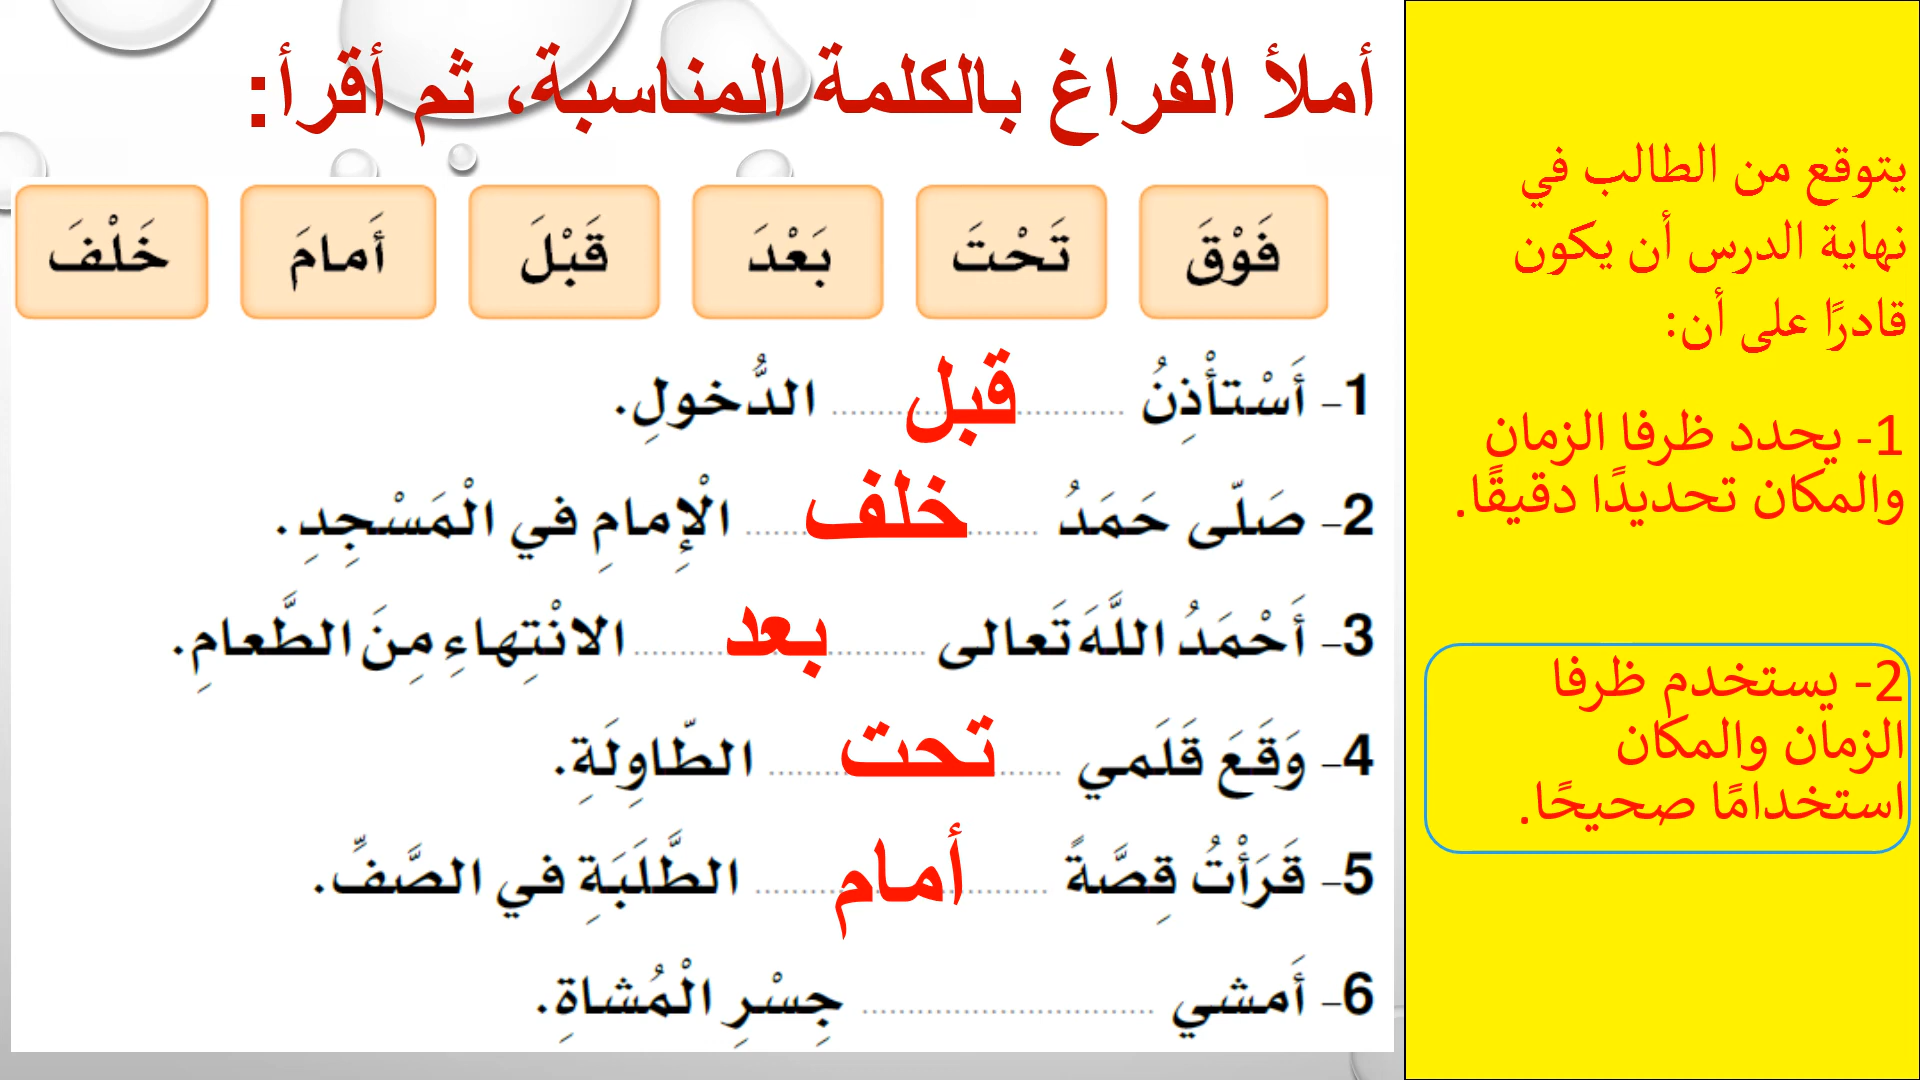 أملأ الفراغ بالكلمة المناسبة، ثم أقرأ:
فَوْقَ تَحْتَ بَعْدَ قَبْلَ أَمامَ خَلْفَ
1- أَسْتأْذِنُ ........ قبل ........ الدُّخولِ.
2- صَلّى حَمَدُ ........ خلف ........ الْإِمامِ في الْمَسْجِدِ.
3- أَحْمَدُ اللَّهَ تَعالى ........ بعد ........ الانْتِهاءِ مِنَ الطَّعامِ.
4- وَقَعَ قَلَمي ........ تحت ........ الطّاوِلَةِ.
5- قَرَأْتُ قِصَّةً ........ أمام ........ الطَّلَبَةِ في الصَّفِّ.
6- أَمشي ................ جِسْرِ الْمُشاةِ.
يتوقع من الطالب في
نهاية الدرس أن يكون
قادرًا على أن:
1- يحدد ظرفا الزمان
والمكان تحديدًا دقيقًا.
2- يستخدم ظرفا
الزمان والمكان
استخدامًا صحيحًا.